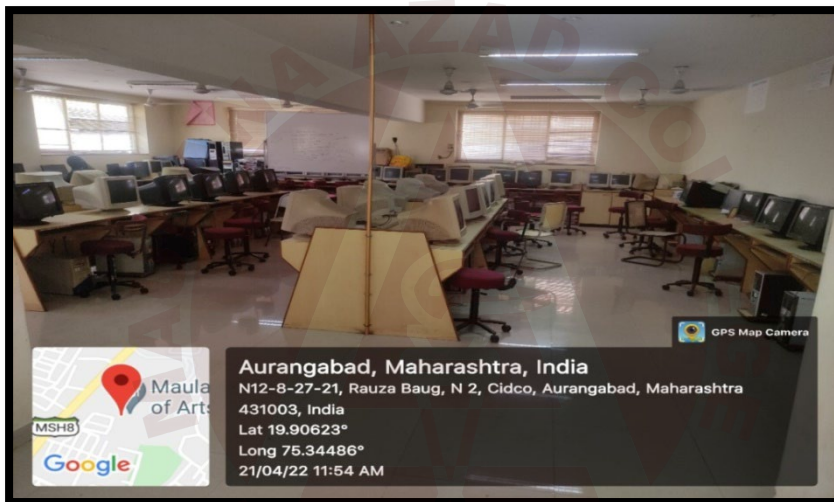 GPS Map Camera
Aurangabad, Maharashtra, India
N12-8-27-21, Rauza Baug, N 2, Cidco, Aurangabad, Maharashtra
431003, India
Lat 19.90623°
Long 75.34486°
21/04/22 11:54 AM
Maula
of Arts
MSH8
Google